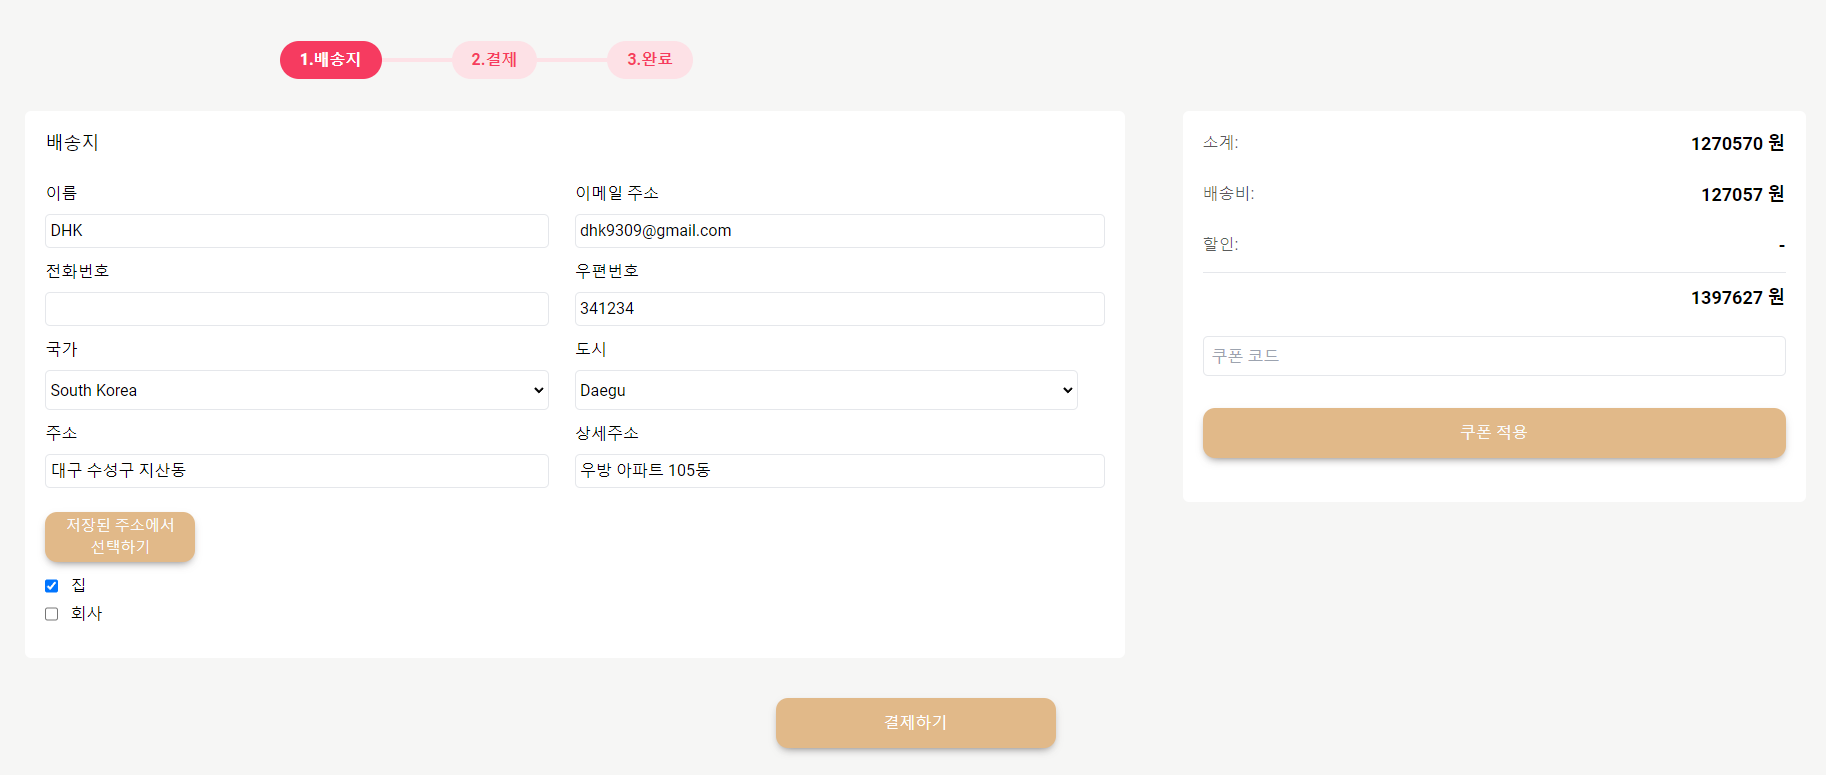 1.배송지
2.결제
3.완료
배송지
이름
이메일 주소
DHK
dhk9309@gmail.com
전화번호
우편번호
341234
국가
도시
South Korea
Daegu
주소
상세주소
대구 수성구 지산동
우방 아파트 105동
저장된 주소에서
선택하기
집
회사
소계:
1270570 원
배송비:
127057 원
할인:
-
1397627 원
쿠폰 코드
쿠폰 적용
결제하기